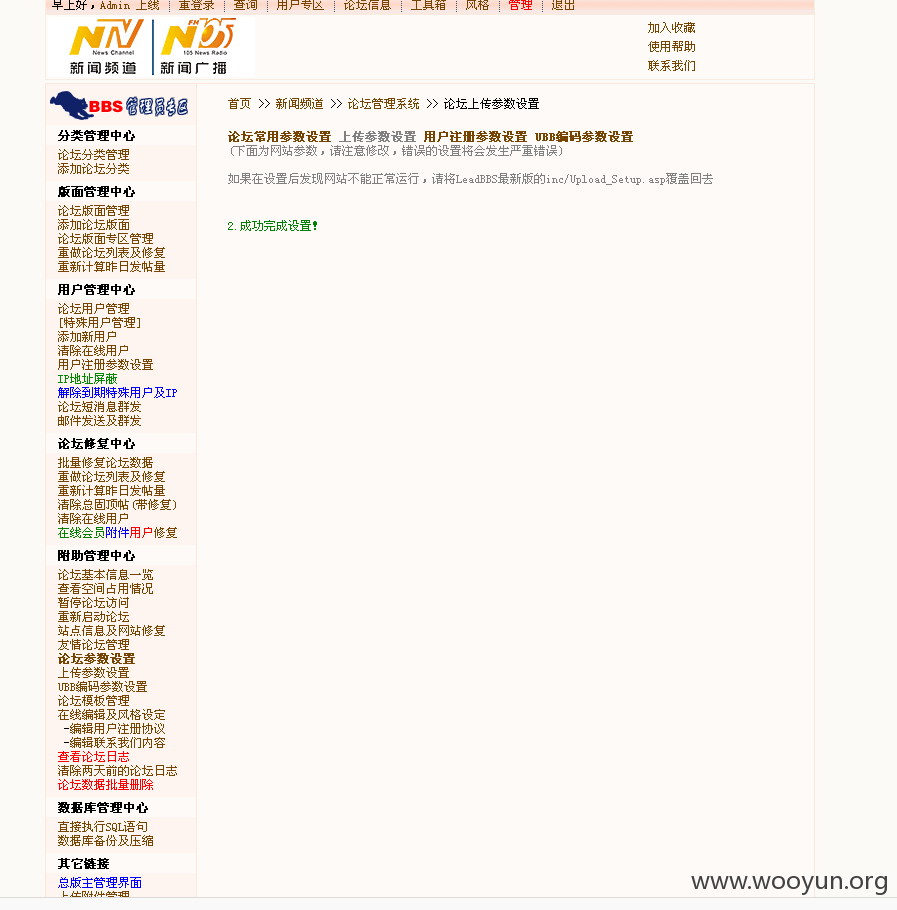 早上好，Admin 上线 ┆ 重登录 ┆ 查询 ┆ 用户专区 ┆ 论坛信息 ┆ 工具箱 ┆ 风格 ┆ 管理 ┆ 退出
NTV News Channel 新闻频道
N105 105 News Radio 新闻广播
加入收藏
使用帮助
联系我们
BBS 管理员专区
分类管理中心
论坛分类管理
添加论坛分类
版面管理中心
论坛版面管理
添加论坛版面
论坛版面专区管理
重做论坛列表及修复
重新计算昨日发帖量
用户管理中心
论坛用户管理
[特殊用户管理]
添加新用户
清除在线用户
用户注册参数设置
IP地址屏蔽
解除到期特殊用户及IP
论坛短消息群发
邮件发送及群发
论坛修复中心
批量修复论坛数据
重做论坛列表及修复
重新计算昨日发帖量
清除总固顶帖(带修复)
清除在线用户
在线会员附件用户修复
附助管理中心
论坛基本信息一览
查看空间占用情况
暂停论坛访问
重新启动论坛
站点信息及网站修复
友情论坛管理
论坛参数设置
上传参数设置
UBB编码参数设置
论坛模板管理
在线编辑及风格设定
-编辑用户注册协议
-编辑联系我们内容
查看论坛日志
清除两天前的论坛日志
论坛数据批量删除
数据库管理中心
直接执行SQL语句
数据库备份及压缩
其它链接
总版主管理界面
上传附件管理
首页 >> 新闻频道 >> 论坛管理系统 >> 论坛上传参数设置
论坛常用参数设置 上传参数设置 用户注册参数设置 UBB编码参数设置
(下面为网站参数，请注意修改，错误的设置将会发生严重错误)
如果在设置后发现网站不能正常运行，请将LeadBBS最新版的inc/Upload_Setup.asp覆盖回去
2.成功完成设置！
www.wooyun.org